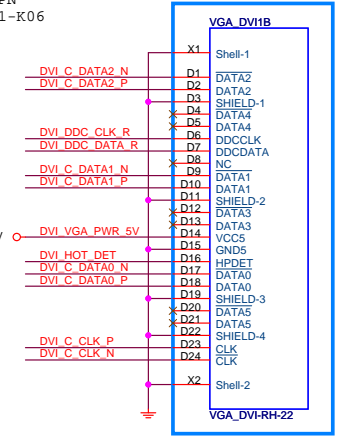 L-K06
VGA_DVI1B
X1 Shell-1
DVI_C_DATA2_N D1 DATA2
DVI_C_DATA2_P D2 DATA2
D3 SHIELD-1
D4 DATA4
D5 DATA4
DVI_DDC_CLK_R D6 DDCCLK
DVI_DDC_DATA_R D7 DDCDATA
D8 NC
DVI_C_DATA1_N D9 DATA1
DVI_C_DATA1_P D10 DATA1
D11 SHIELD-2
D12 DATA3
D13 DATA3
DVI_VGA_PWR_5V D14 VCC5
D15 GND5
DVI_HOT_DET D16 HPDET
DVI_C_DATA0_N D17 DATA0
DVI_C_DATA0_P D18 DATA0
D19 SHIELD-3
D20 DATA5
D21 DATA5
D22 SHIELD-4
DVI_C_CLK_P D23 CLK
DVI_C_CLK_N D24 CLK
X2 Shell-2
VGA_DVI-RH-22